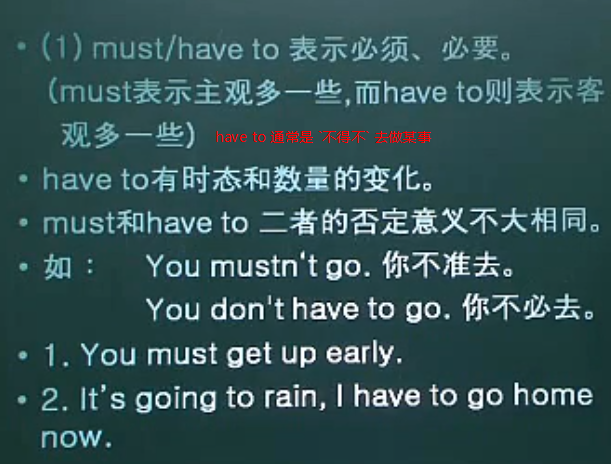 • (1) must/have to 表示必须、必要。
(must表示主观多一些,而have to则表示客
观多一些) have to 通常是 `不得不` 去做某事
• have to有时态和数量的变化。
• must和have to 二者的否定意义不大相同。
• 如： You mustn‘t go. 你不准去。
You don't have to go. 你不必去。
• 1. You must get up early.
• 2. It’s going to rain, I have to go home
now.